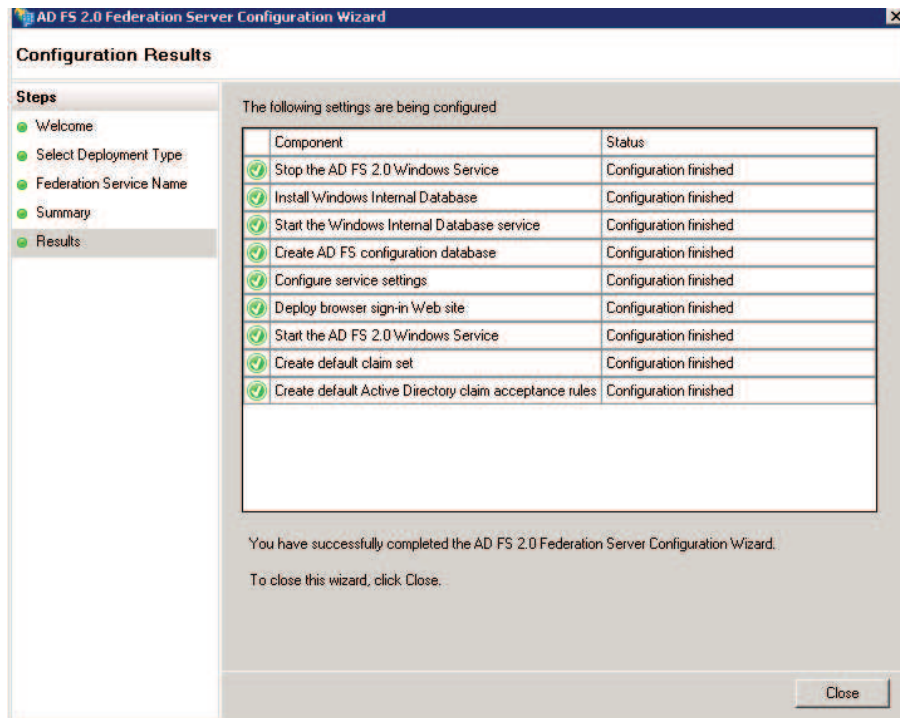 AD FS 2.0 Federation Server Configuration Wizard
Configuration Results
Steps
Welcome
Select Deployment Type
Federation Service Name
Summary
Results
The following settings are being configured
Component Status
Stop the AD FS 2.0 Windows Service Configuration finished
Install Windows Internal Database Configuration finished
Start the Windows Internal Database service Configuration finished
Create AD FS configuration database Configuration finished
Configure service settings Configuration finished
Deploy browser sign-in Web site Configuration finished
Start the AD FS 2.0 Windows Service Configuration finished
Create default claim set Configuration finished
Create default Active Directory claim acceptance rules Configuration finished
You have successfully completed the AD FS 2.0 Federation Server Configuration Wizard.
To close this wizard, click Close.
Close